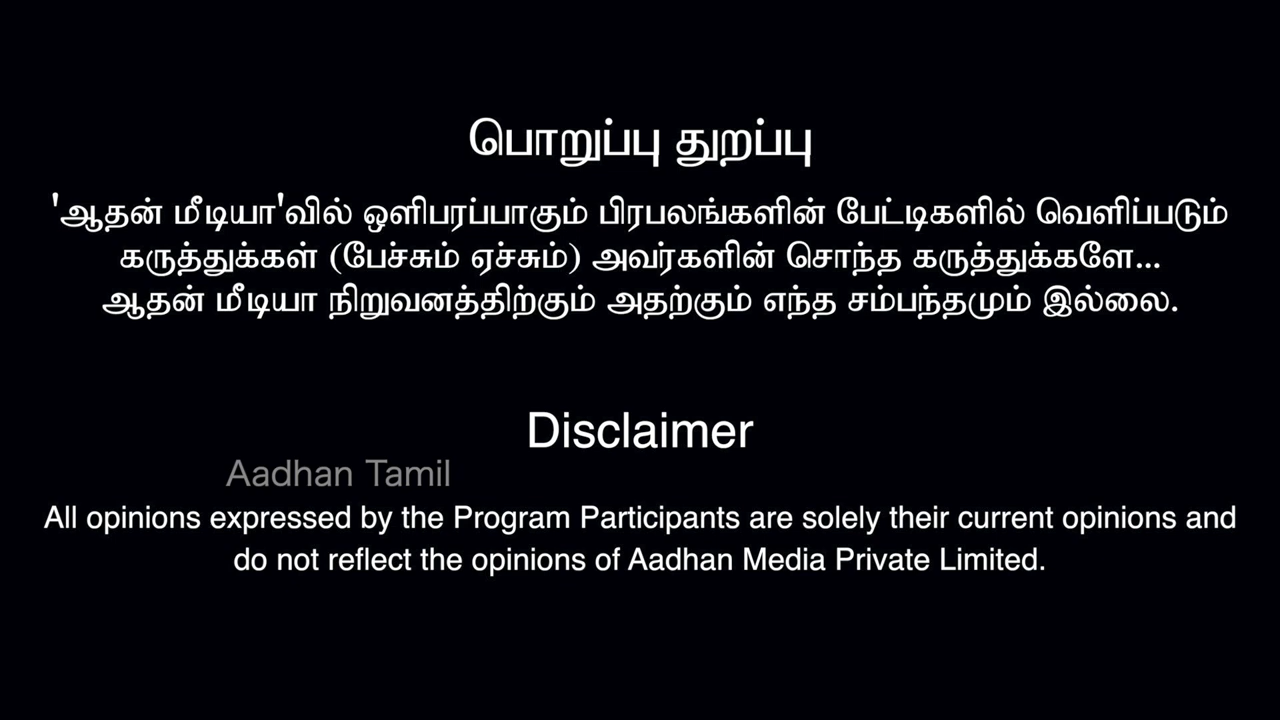 பொறுப்பு துறப்பு
'ஆதன் மீடியா'வில் ஒளிபரப்பாகும் பிரபலங்களின் பேட்டிகளில் வெளிப்படும்
கருத்துக்கள் (பேச்சும் ஏச்சும்) அவர்களின் சொந்த கருத்துக்களே...
ஆதன் மீடியா நிறுவனத்திற்கும் அதற்கும் எந்த சம்பந்தமும் இல்லை.
Disclaimer
Aadhan Tamil
All opinions expressed by the Program Participants are solely their current opinions and
do not reflect the opinions of Aadhan Media Private Limited.